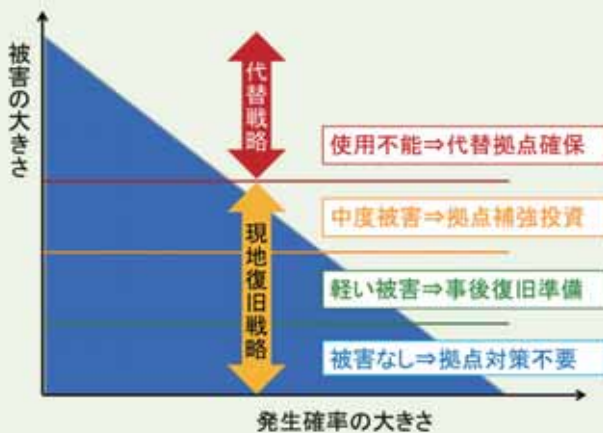 被害の大きさ
代替戦略
使用不能⇒代替拠点確保
中度被害⇒拠点補強投資
現地復旧戦略
軽い被害⇒事後復旧準備
被害なし⇒拠点対策不要
発生確率の大きさ